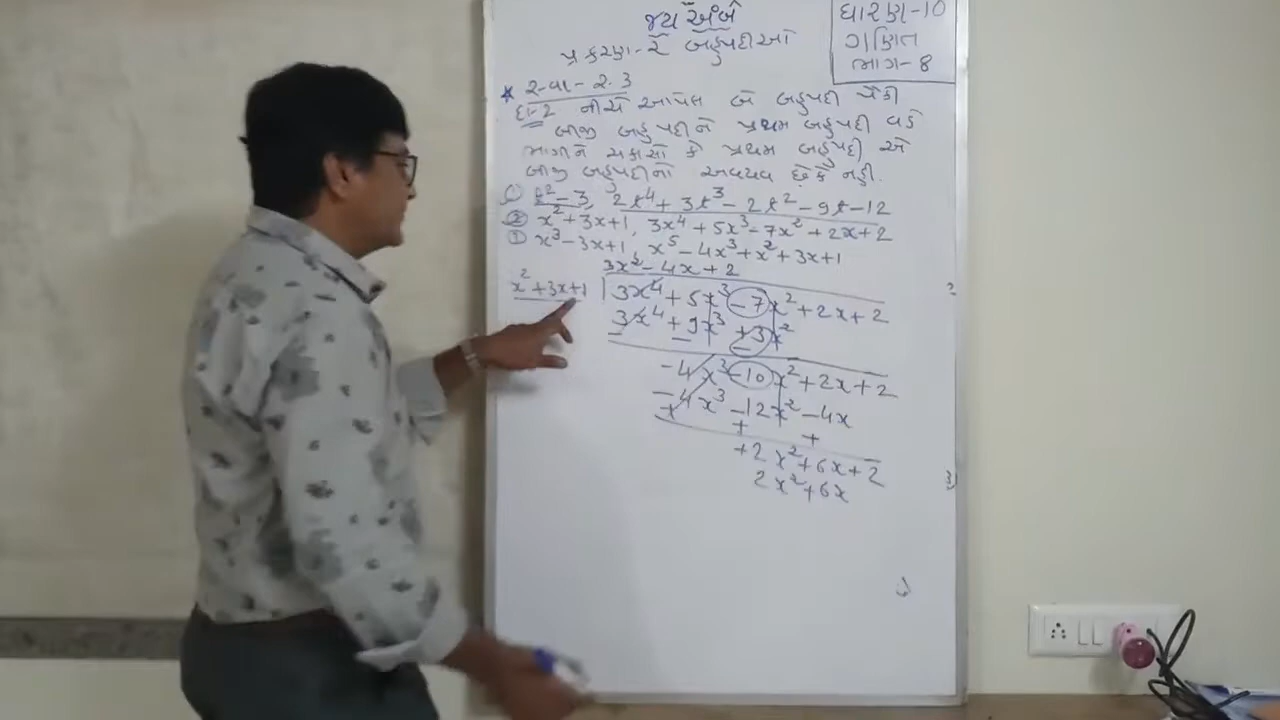 જય અંબે
પ્રકરણ-૨ બહુપદીઓ
ધોરણ-10
ગણિત
ભાગ-8
* સ્વા-૨.૩
દા-2 નીચે આપેલ બે બહુપદી પૈકી
બીજી બહુપદીને પ્રથમ બહુપદી વડે
ભાગીને ચકાસો કે પ્રથમ બહુપદી એ
બીજી બહુપદીનો અવયવ છે કે નહી.
① t² - 3, 2t⁴ + 3t³ - 2t² - 9t - 12
② x² + 3x + 1, 3x⁴ + 5x³ - 7x² + 2x + 2
③ x³ - 3x + 1, x⁵ - 4x³ + x² + 3x + 1
3x² - 4x + 2
x² + 3x + 1
3x⁴ + 5x³ - 7x² + 2x + 2
3x⁴ + 9x³ + 3x²
- - -
-4x³ - 10x² + 2x + 2
-4x³ - 12x² - 4x
+ + +
+2x² + 6x + 2
2x² + 6x